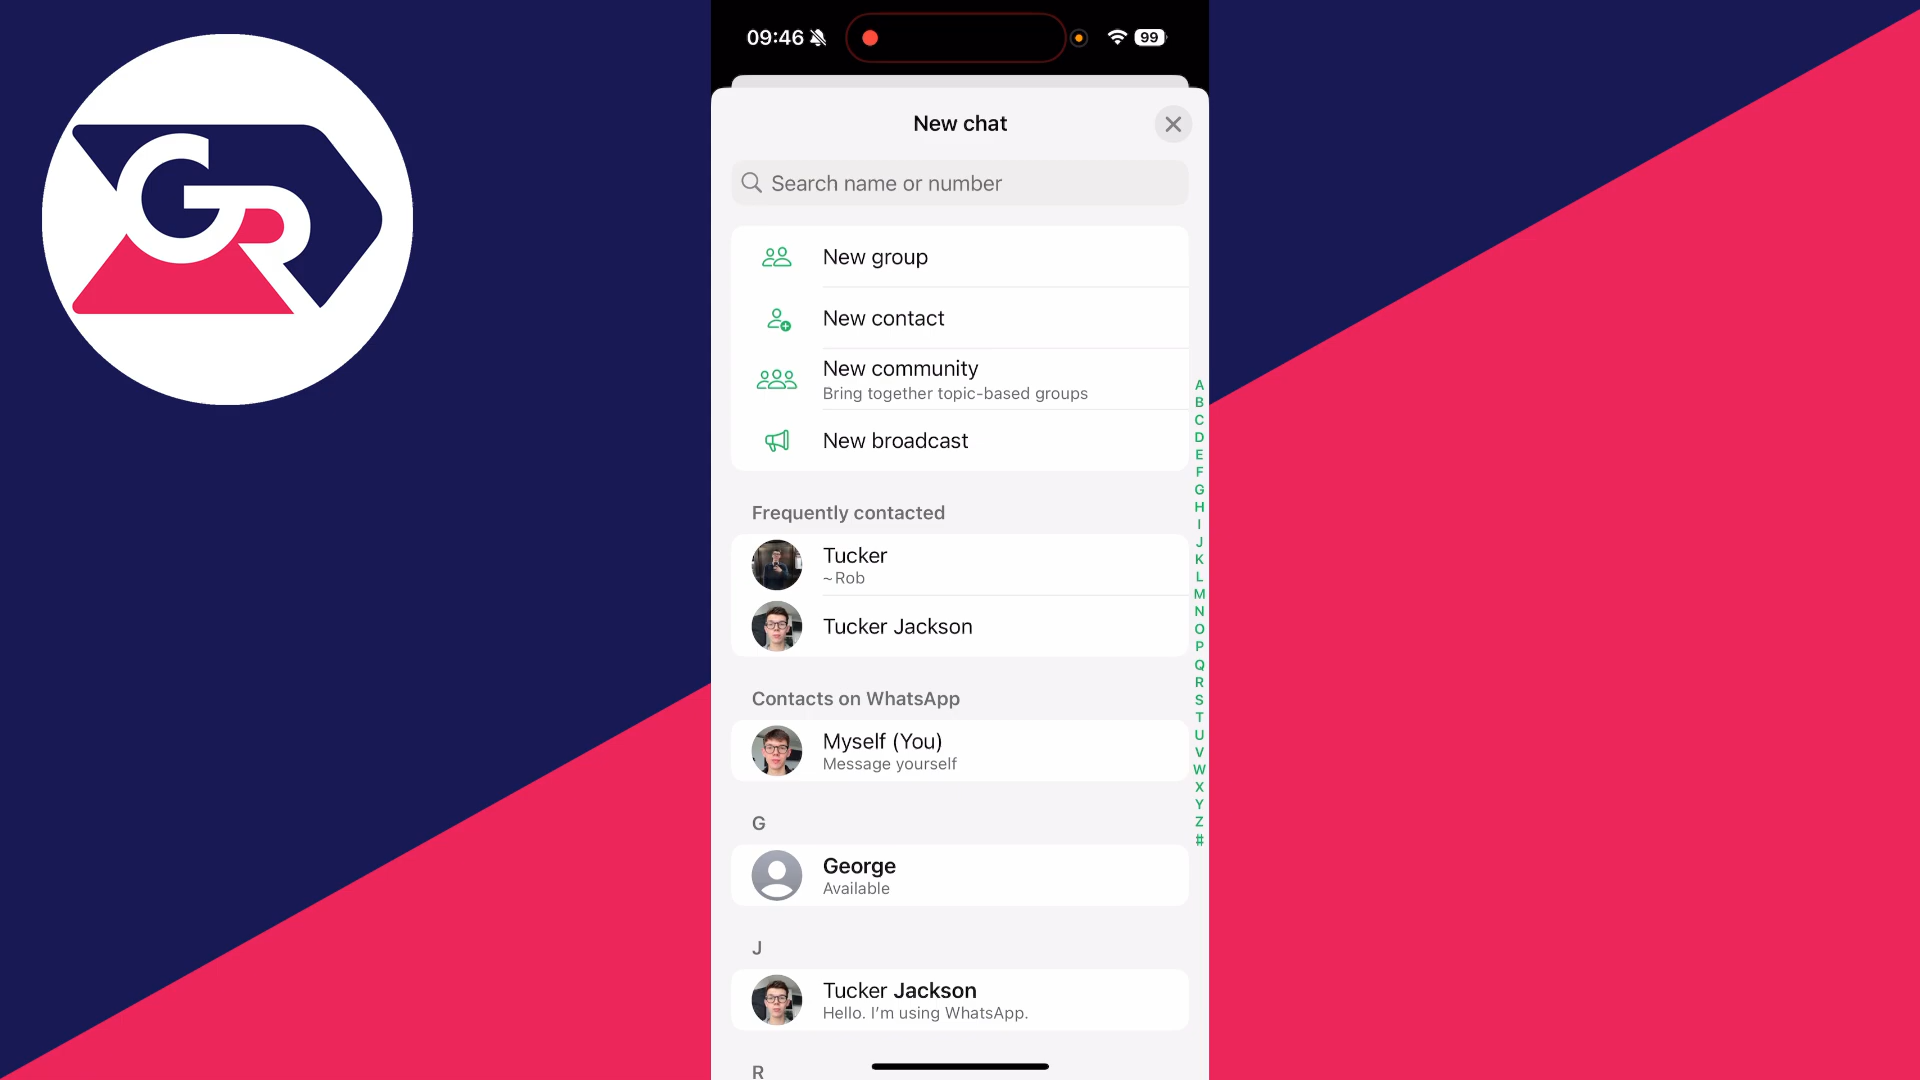 GR
09:46
99
New chat
Search name or number
New group
New contact
New community
Bring together topic-based groups
New broadcast
Frequently contacted
Tucker
~Rob
Tucker Jackson
Contacts on WhatsApp
Myself (You)
Message yourself
G
George
Available
J
Tucker Jackson
Hello. I'm using WhatsApp.
R
A
B
C
D
E
F
G
H
I
J
K
L
M
N
O
P
Q
R
S
T
U
V
W
X
Y
Z
#